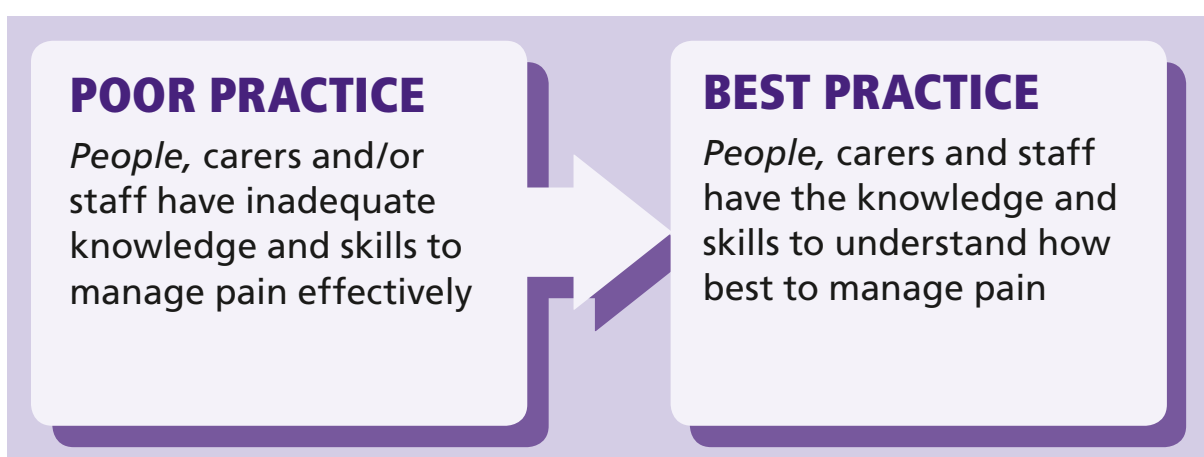 POOR PRACTICE
People, carers and/or
staff have inadequate
knowledge and skills to
manage pain effectively
BEST PRACTICE
People, carers and staff
have the knowledge and
skills to understand how
best to manage pain